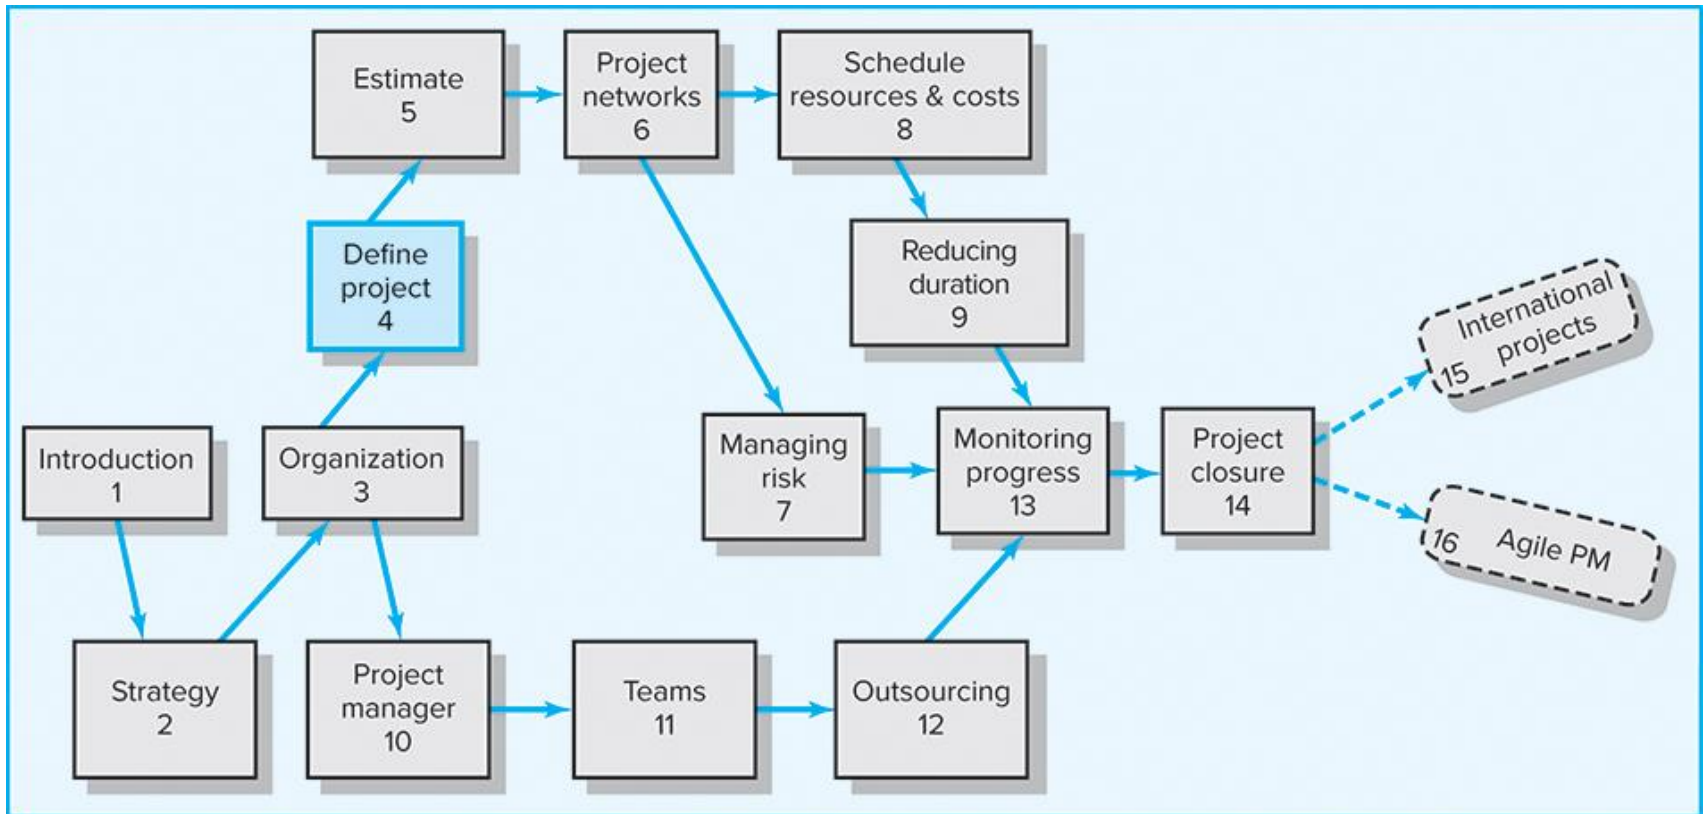 Estimate
5
Project
networks
6
Schedule
resources & costs
8
Define
project
4
Reducing
duration
9
International
projects
15
Introduction
1
Organization
3
Managing
risk
7
Monitoring
progress
13
Project
closure
14
16
Agile PM
Strategy
2
Project
manager
10
Teams
11
Outsourcing
12